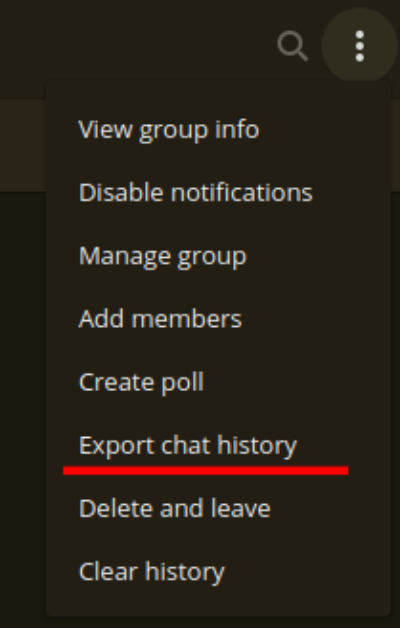 View group info
Disable notifications
Manage group
Add members
Create poll
Export chat history
Delete and leave
Clear history